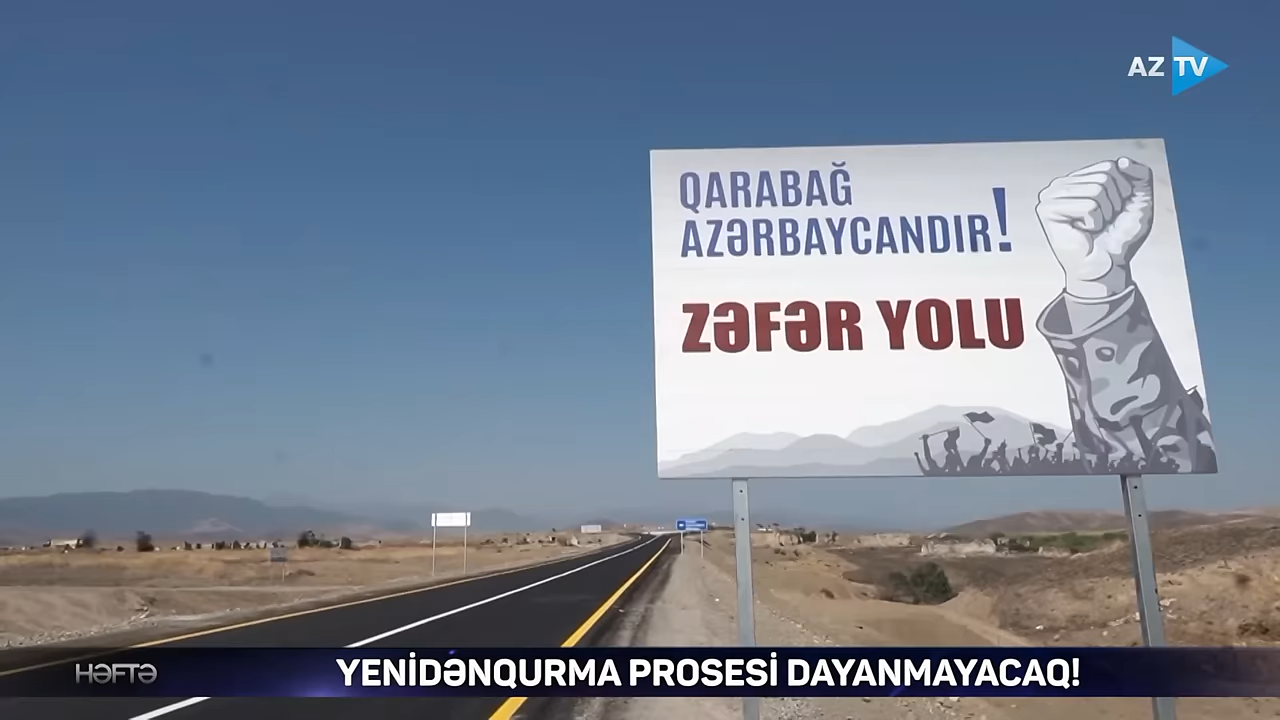 AZ TV
QARABAĞ
AZƏRBAYCANDIR!
ZƏFƏR YOLU
HƏFTƏ
YENİDƏNQURMA PROSESİ DAYANMAYACAQ!